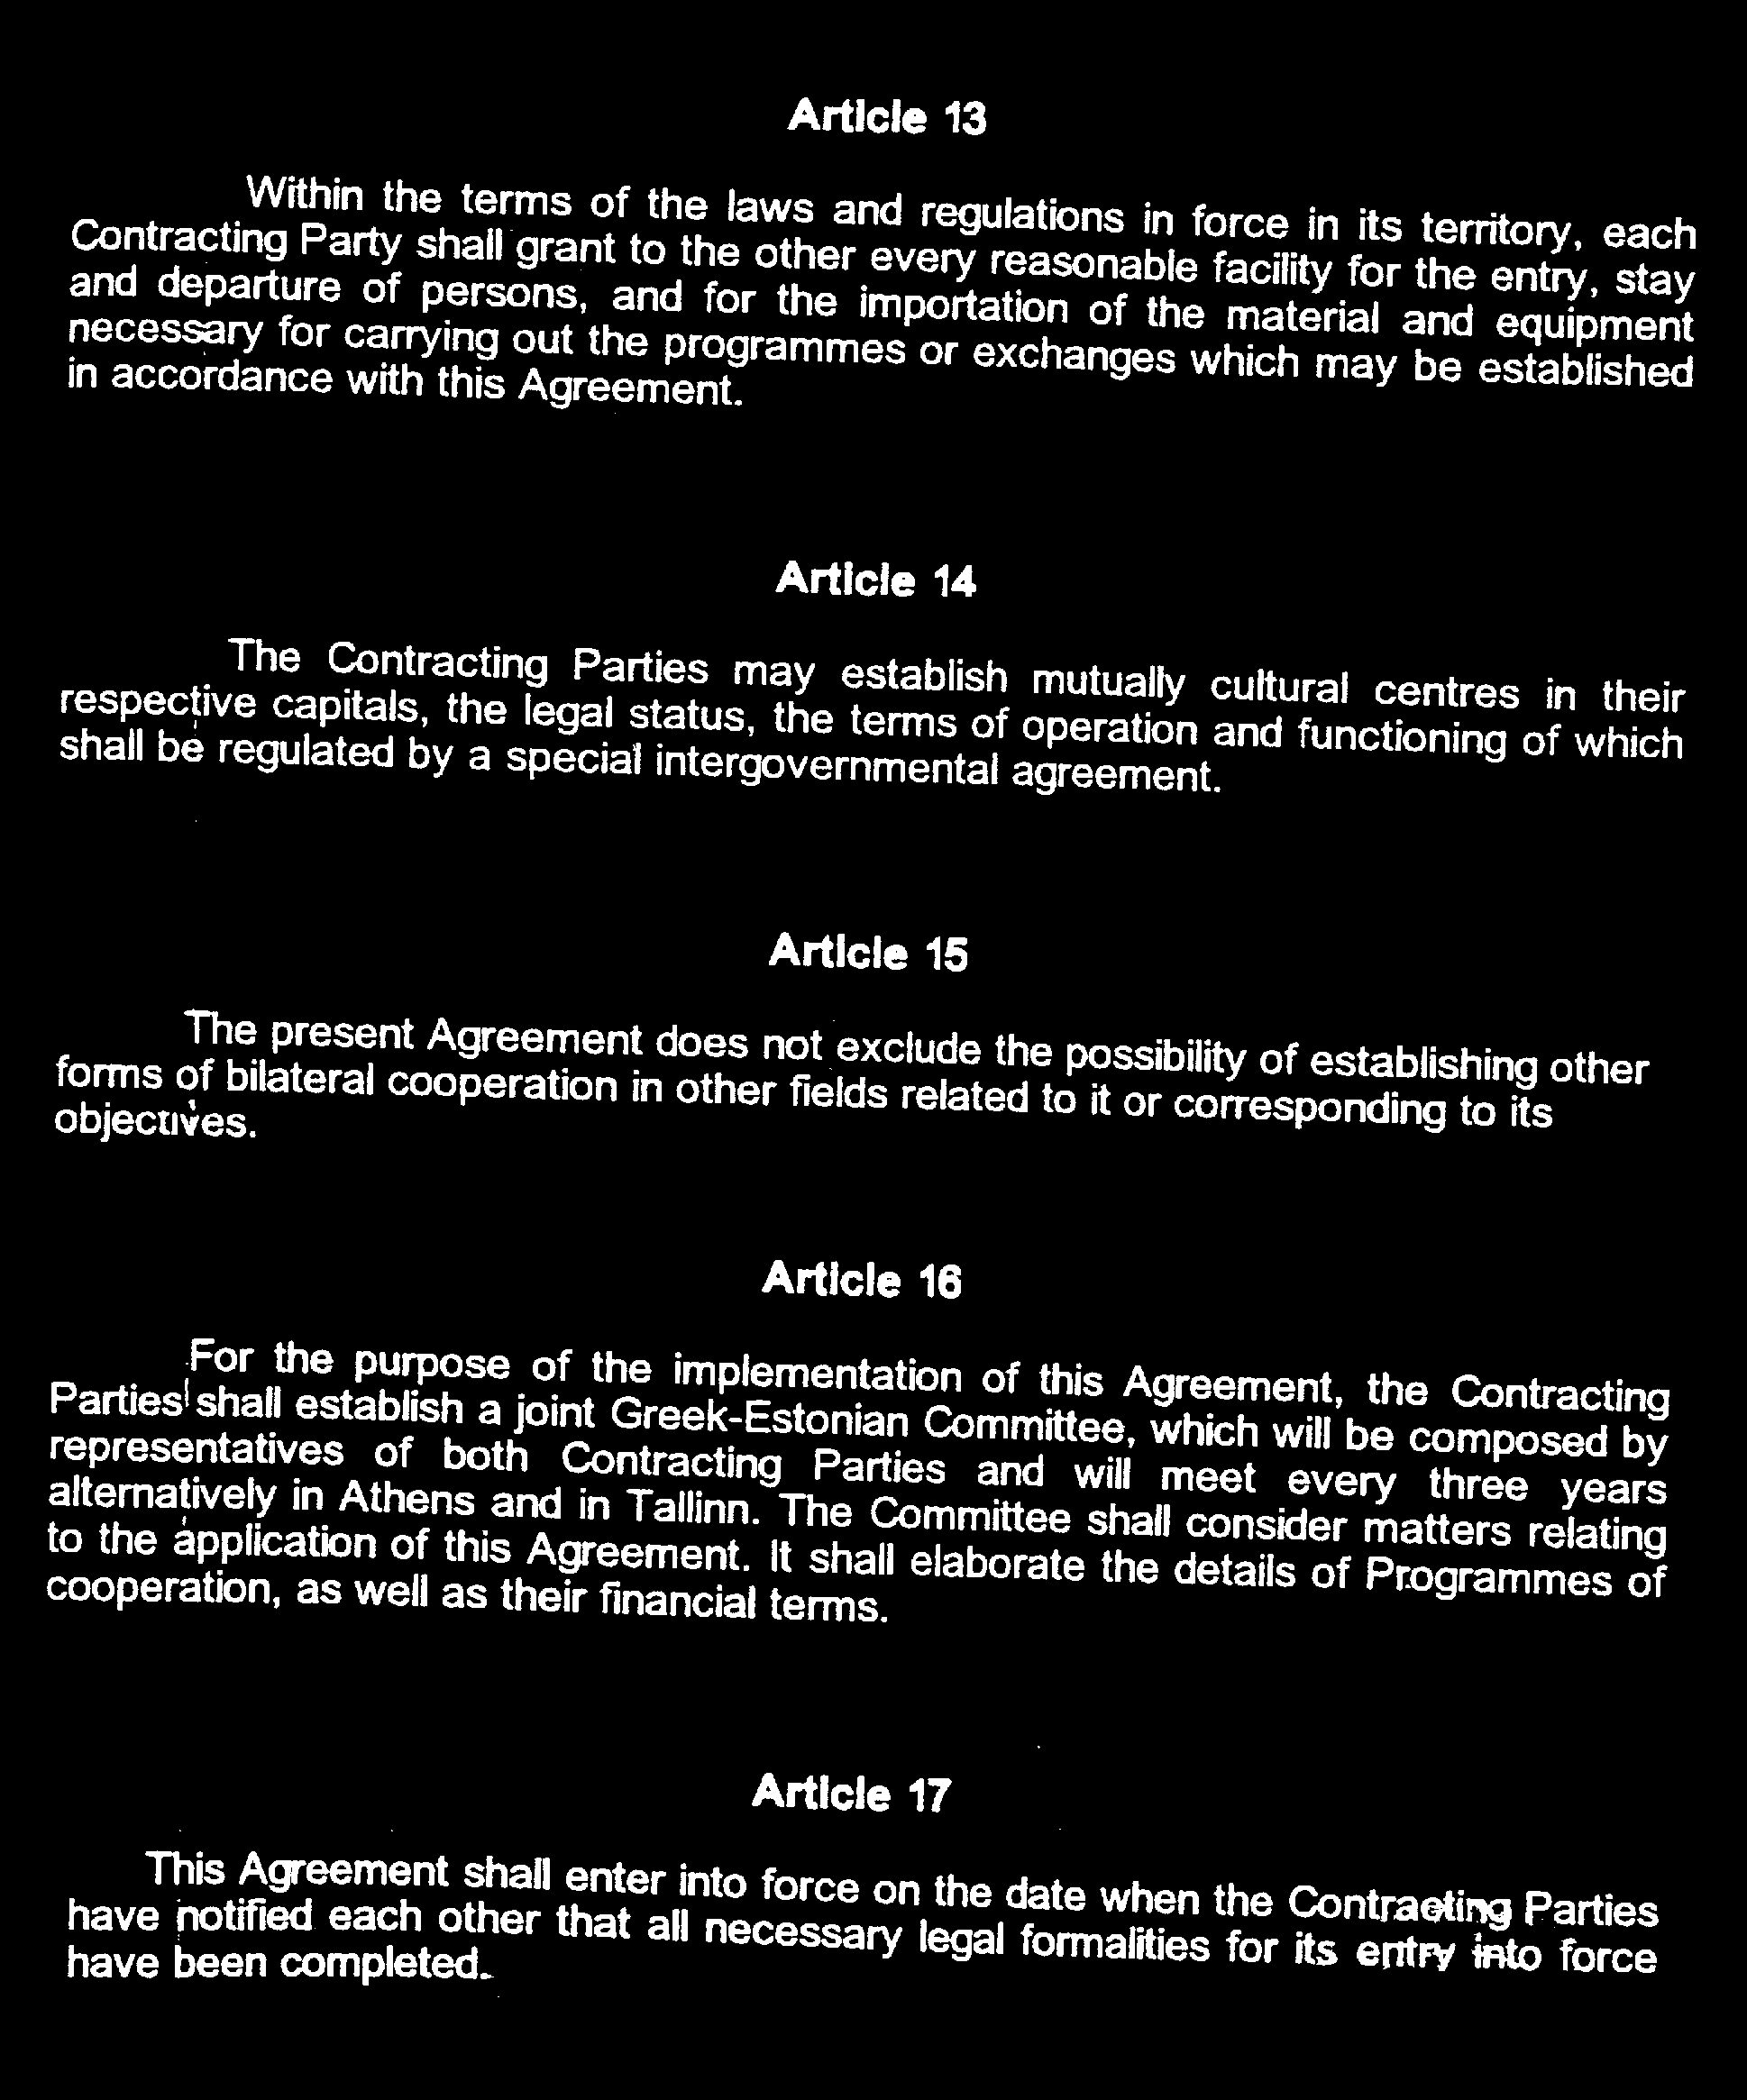 Article 13
Within the terms of the laws and regulations in force in its territory, each
Contracting Party shall grant to the other every reasonable facility for the entry, stay
and departure of persons, and for the importation of the material and equipment
necessary for carrying out the programmes or exchanges which may be established
in accordance with this Agreement.
Article 14
The Contracting Parties may establish mutually cultural centres in their
respective capitals, the legal status, the terms of operation and functioning of which
shall be regulated by a special intergovernmental agreement.
Article 15
The present Agreement does not exclude the possibility of establishing other
forms of bilateral cooperation in other fields related to it or corresponding to its
objectives.
Article 16
For the purpose of the implementation of this Agreement, the Contracting
Parties shall establish a joint Greek-Estonian Committee, which will be composed by
representatives of both Contracting Parties and will meet every three years
alternatively in Athens and in Tallinn. The Committee shall consider matters relating
to the application of this Agreement. It shall elaborate the details of Programmes of
cooperation, as well as their financial terms.
Article 17
This Agreement shall enter into force on the date when the Contracting Parties
have notified each other that all necessary legal formalities for its entry into force
have been completed.